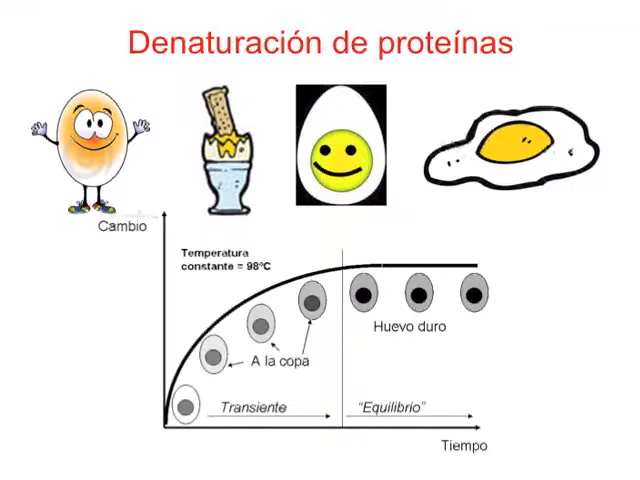 Denaturación de proteínas
Cambio
Temperatura
constante = 98°C
Huevo duro
A la copa
Transiente
"Equilibrio"
Tiempo